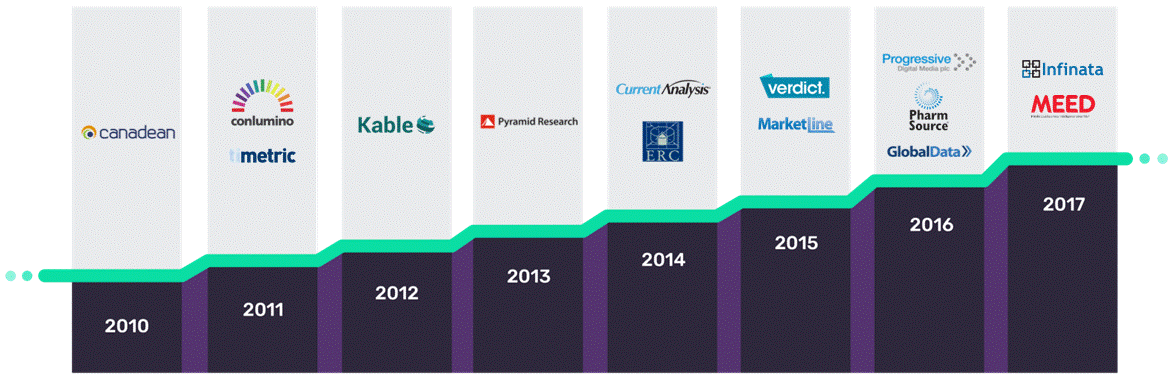 canadean
2010
conlumino
timetric
2011
Kable
2012
Pyramid Research
2013
CurrentAnalysis
ERC
2014
verdict.
MarketLine
2015
Progressive
Digital Media plc
Pharm
Source
GlobalData
2016
Infinata
MEED
2017